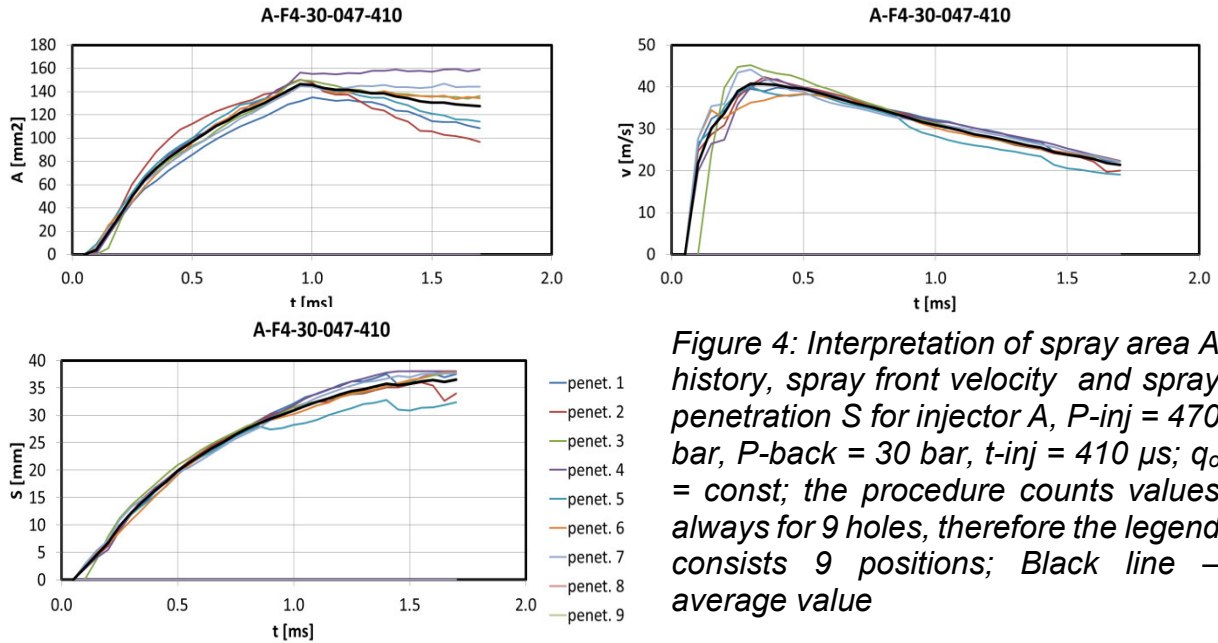 A-F4-30-047-410
180
160
140
120
100
80
60
40
20
0
A [mm2]
0.0 0.5 1.0 1.5 2.0
t [ms]
A-F4-30-047-410
50
40
30
20
10
0
v [m/s]
0.0 0.5 1.0 1.5 2.0
t [ms]
A-F4-30-047-410
40
35
30
25
20
15
10
5
0
S [mm]
0.0 0.5 1.0 1.5 2.0
t [ms]
penet. 1
penet. 2
penet. 3
penet. 4
penet. 5
penet. 6
penet. 7
penet. 8
penet. 9
Figure 4: Interpretation of spray area A
history, spray front velocity and spray
penetration S for injector A, P-inj = 470
bar, P-back = 30 bar, t-inj = 410 µs; qo
= const; the procedure counts values
always for 9 holes, therefore the legend
consists 9 positions; Black line –
average value